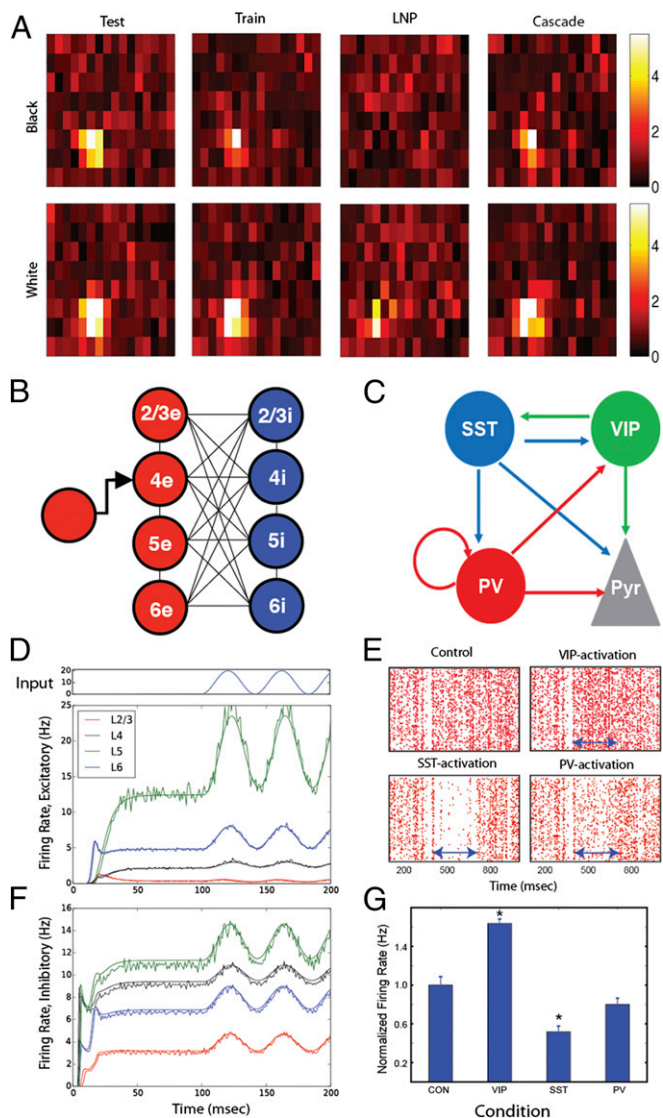 A
Test Train LNP Cascade
Black
4
2
0
White
4
2
0
B
2/3e 2/3i
4e 4i
5e 5i
6e 6i
C
SST VIP
PV Pyr
D
Input
20
10
0
Firing Rate, Excitatory (Hz)
25
20
15
10
5
0
L2/3
L4
L5
L6
0 50 100 150 200
E
Control VIP-activation
SST-activation PV-activation
200 400 800 200 400 800
Time (msec)
F
Firing Rate, Inhibitory (Hz)
16
14
12
10
8
6
4
2
0
0 50 100 150 200
Time (msec)
G
Normalized Firing Rate (Hz)
1.4
1.0
0.6
0.2
* *
CON VIP SST PV
Condition